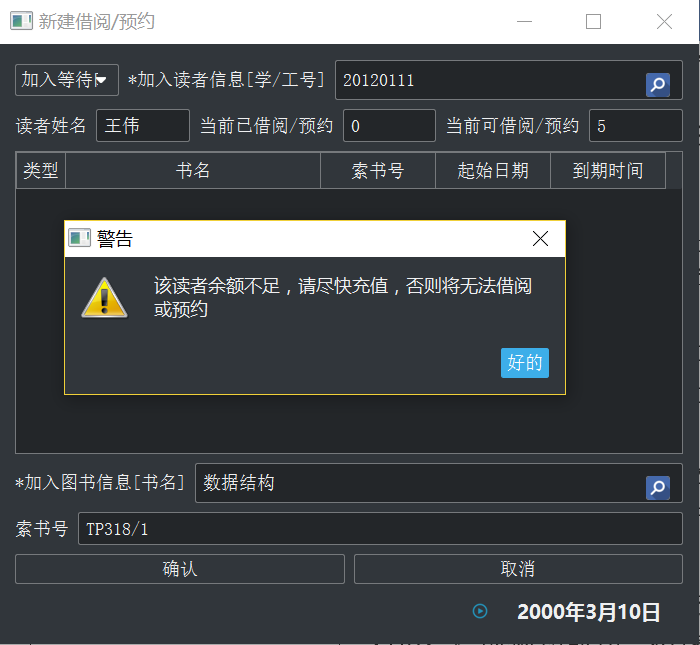 新建借阅/预约
加入等待 *加入读者信息[学/工号] 20120111
读者姓名 王伟 当前已借阅/预约 0 当前可借阅/预约 5
类型 书名 索书号 起始日期 到期时间
警告
该读者余额不足，请尽快充值，否则将无法借阅
或预约
好的
*加入图书信息[书名] 数据结构
索书号 TP318/1
确认 取消
2000年3月10日